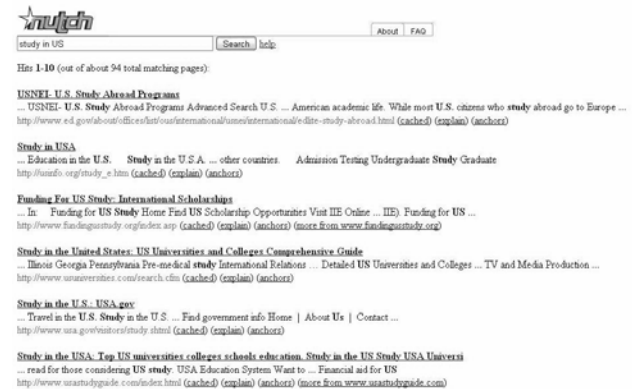 nutch
About FAQ
study in US Search help
Hits 1-10 (out of about 94 total matching pages):
USNEI- U.S. Study Abroad Programs
... USNEI- U.S. Study Abroad Programs Advanced Search U.S. ... American academic life. While most U.S. citizens who study abroad go to Europe ...
http://www.ed.gov/about/offices/list/ous/international/usnei/international/edlite-study-abroad.html (cached) (explain) (anchors)
Study in USA
... Education in the U.S. Study in the U.S.A. ... other countries. Admission Testing Undergraduate Study Graduate
http://uninfo.org/study_e.htm (cached) (explain) (anchors)
Funding For US Study: International Scholarships
... In: Funding for US Study Home Find US Scholarship Opportunities Visit IIE Online ... IIE). Funding for US ...
http://www.fundingusstudy.org/index.asp (cached) (explain) (anchors) (more from www.fundingusstudy.org)
Study in the United States: US Universities and Colleges Comprehensive Guide
... Illinois Georgia Pennsylvania Pre-medical study International Relations ... Detailed US Universities and Colleges ... TV and Media Production ...
http://www.usuniversities.com/search.cfm (cached) (explain) (anchors)
Study in the U.S.: USA.gov
... Travel in the U.S. Study in the U.S. ... Find government info Home | About Us | Contact ...
http://www.usa.gov/visitors/study.shtml (cached) (explain) (anchors)
Study in the USA: Top US universities colleges schools education. Study in the US Study USA Universi
... read for those considering US study. USA Education System Want to ... Financial aid for US
http://www.usastudyguide.com/index.html (cached) (explain) (anchors) (more from www.usastudyguide.com)